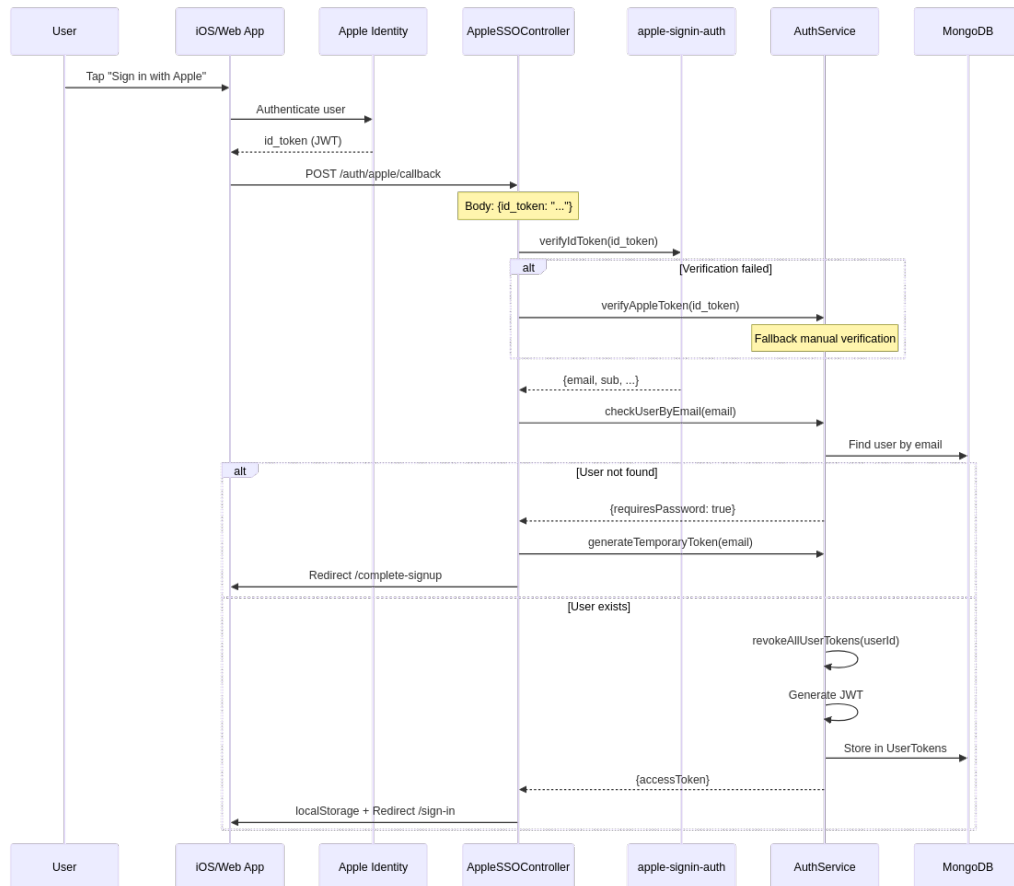 User
iOS/Web App
Apple Identity
AppleSSOController
apple-signin-auth
AuthService
MongoDB
Tap "Sign in with Apple"
Authenticate user
id_token (JWT)
POST /auth/apple/callback
Body: {id_token: "..."}
verifyIdToken(id_token)
alt
[Verification failed]
verifyAppleToken(id_token)
Fallback manual verification
{email, sub, ...}
checkUserByEmail(email)
Find user by email
alt
[User not found]
{requiresPassword: true}
generateTemporaryToken(email)
Redirect /complete-signup
[User exists]
revokeAllUserTokens(userId)
Generate JWT
Store in UserTokens
{accessToken}
localStorage + Redirect /sign-in
User
iOS/Web App
Apple Identity
AppleSSOController
apple-signin-auth
AuthService
MongoDB